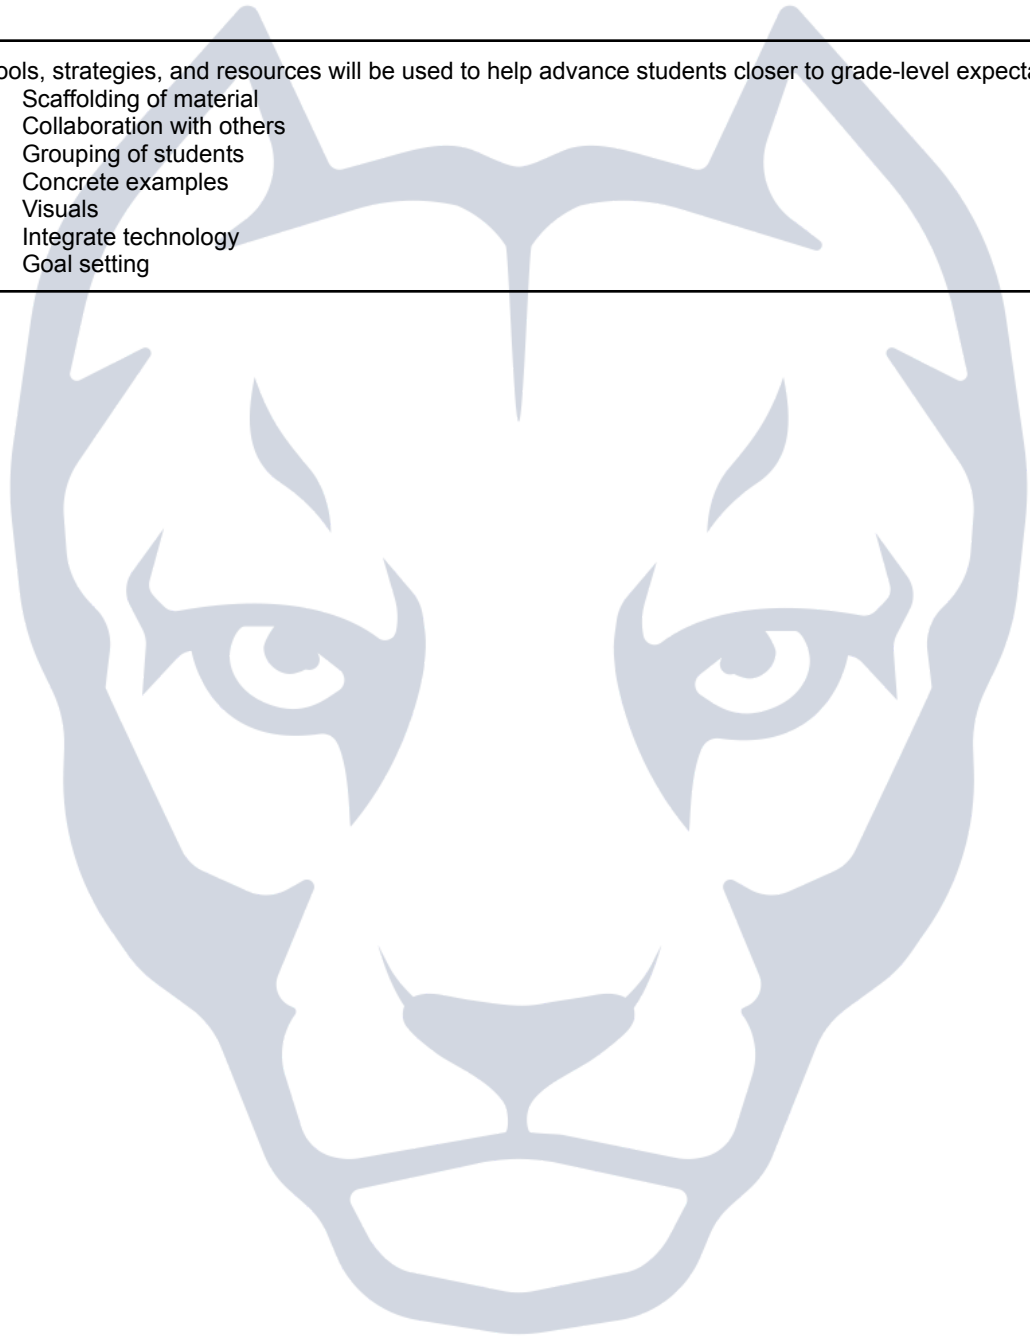 ools, strategies, and resources will be used to help advance students closer to grade-level expecta
Scaffolding of material
Collaboration with others
Grouping of students
Concrete examples
Visuals
Integrate technology
Goal setting